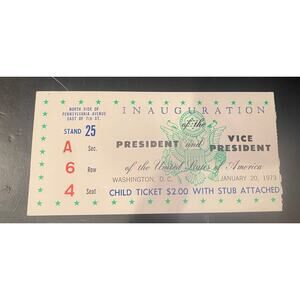 NORTH SIDE OF
PENNSYLVANIA AVENUE
EAST OF 7th ST.
STAND 25
A Sec.
6 Row
4 Seat
INAUGURATION
of the
PRESIDENT and VICE PRESIDENT
of the United States of America
WASHINGTON, D. C. JANUARY 20, 1973
CHILD TICKET $2.00 WITH STUB ATTACHED